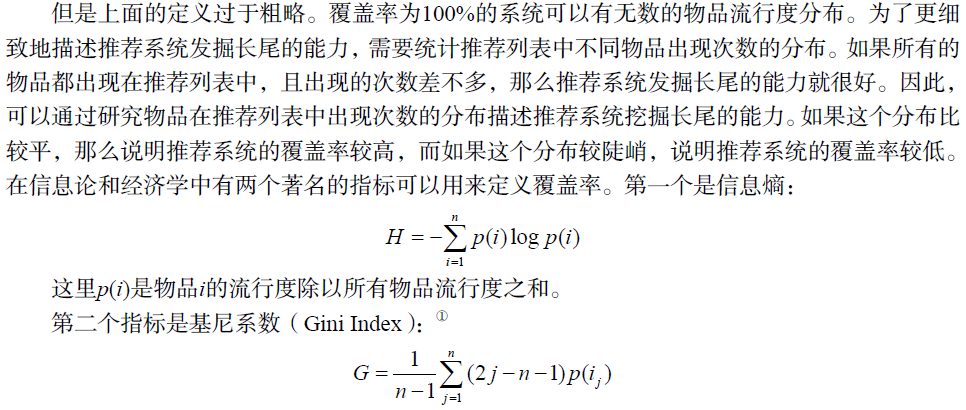 但是上面的定义过于粗略。覆盖率为100%的系统可以有无数的物品流行度分布。为了更细
致地描述推荐系统发掘长尾的能力，需要统计推荐列表中不同物品出现次数的分布。如果所有的
物品都出现在推荐列表中，且出现的次数差不多，那么推荐系统发掘长尾的能力就很好。因此，
可以通过研究物品在推荐列表中出现次数的分布描述推荐系统挖掘长尾的能力。如果这个分布比
较平，那么说明推荐系统的覆盖率较高，而如果这个分布较陡峭，说明推荐系统的覆盖率较低。
在信息论和经济学中有两个著名的指标可以用来定义覆盖率。第一个是信息熵：
H = −∑_{i=1}^{n} p(i) log p(i)
这里p(i)是物品i的流行度除以所有物品流行度之和。
第二个指标是基尼系数（Gini Index）：①
G = \frac{1}{n−1} ∑_{j=1}^{n} (2j − n − 1) p(i_j)